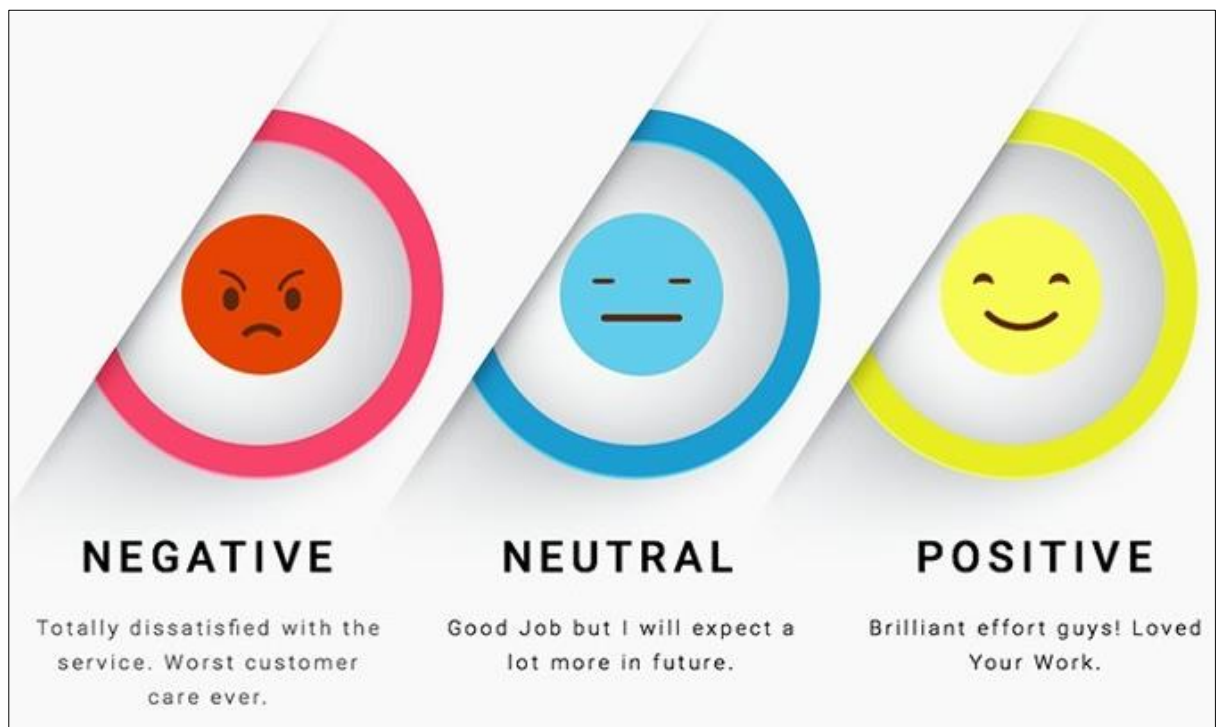 NEGATIVE
Totally dissatisfied with the
service. Worst customer
care ever.
NEUTRAL
Good Job but I will expect a
lot more in future.
POSITIVE
Brilliant effort guys! Loved
Your Work.